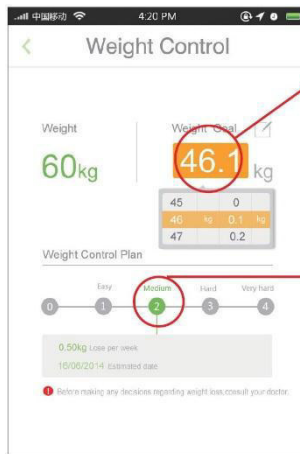 中国移动 4:20 PM
< Weight Control
Weight Weight Goal
60kg 46.1 kg
45 0
46 kg 0.1 kg
47 0.2
Weight Control Plan
Easy Medium Hard Very hard
0 1 2 3 4
0.50kg Lose per week
16/06/2014 Estimated date
Before making any decisions regarding weight loss,consult your doctor.